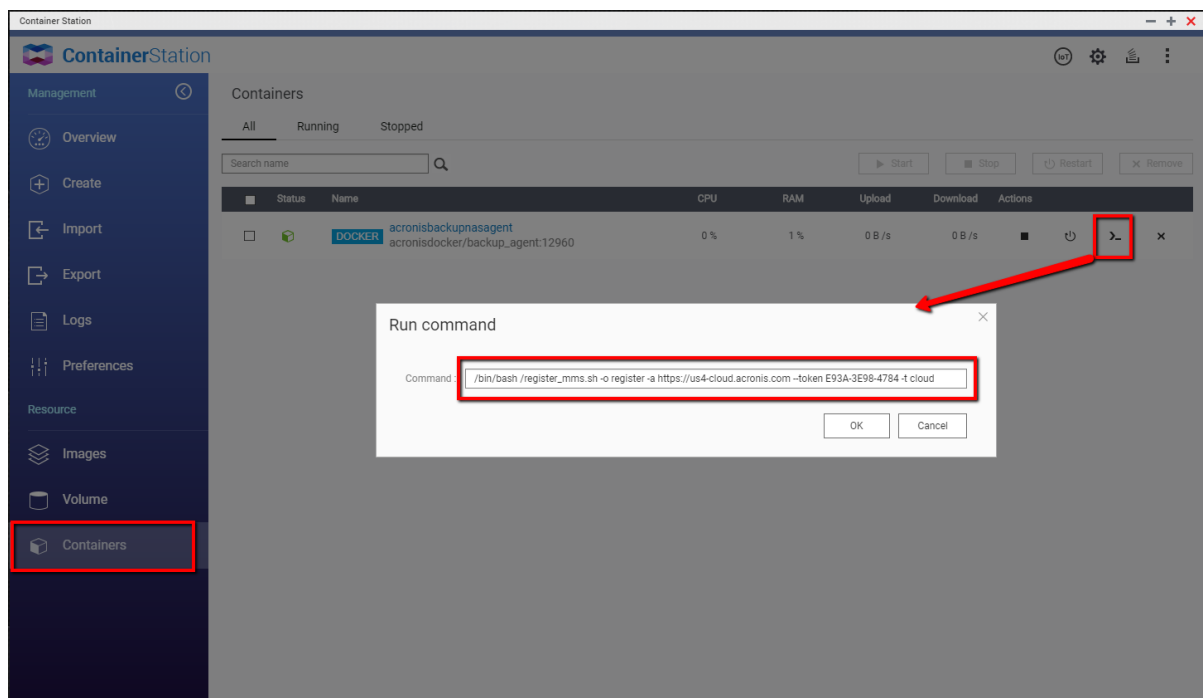 Container Station
ContainerStation
IoT
Management
Overview
Create
Import
Export
Logs
Preferences
Resource
Images
Volume
Containers
Containers
All Running Stopped
Search name Start Stop Restart Remove
Status Name CPU RAM Upload Download Actions
DOCKER acronisbackupnasagent
acronisdocker/backup_agent:12960 0 % 1 % 0 B /s 0 B /s
Run command
Command : /bin/bash /register_mms.sh -o register -a https://us4-cloud.acronis.com --token E93A-3E98-4784 -t cloud
OK Cancel